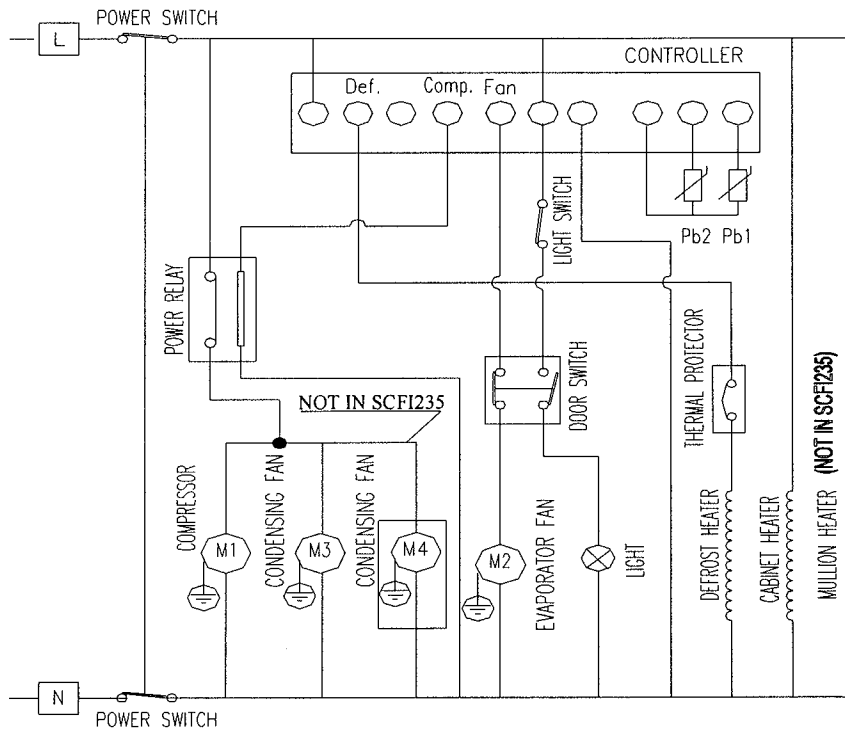 POWER SWITCH
L
CONTROLLER
Def.
Comp.
Fan
LIGHT SWITCH
Pb2
Pb1
POWER RELAY
NOT IN SCFI235
DOOR SWITCH
THERMAL PROTECTOR
COMPRESSOR
M1
CONDENSING FAN
M3
CONDENSING FAN
M4
M2
EVAPORATOR FAN
LIGHT
DEFROST HEATER
CABINET HEATER
MULLION HEATER (NOT IN SCFI235)
N
POWER SWITCH